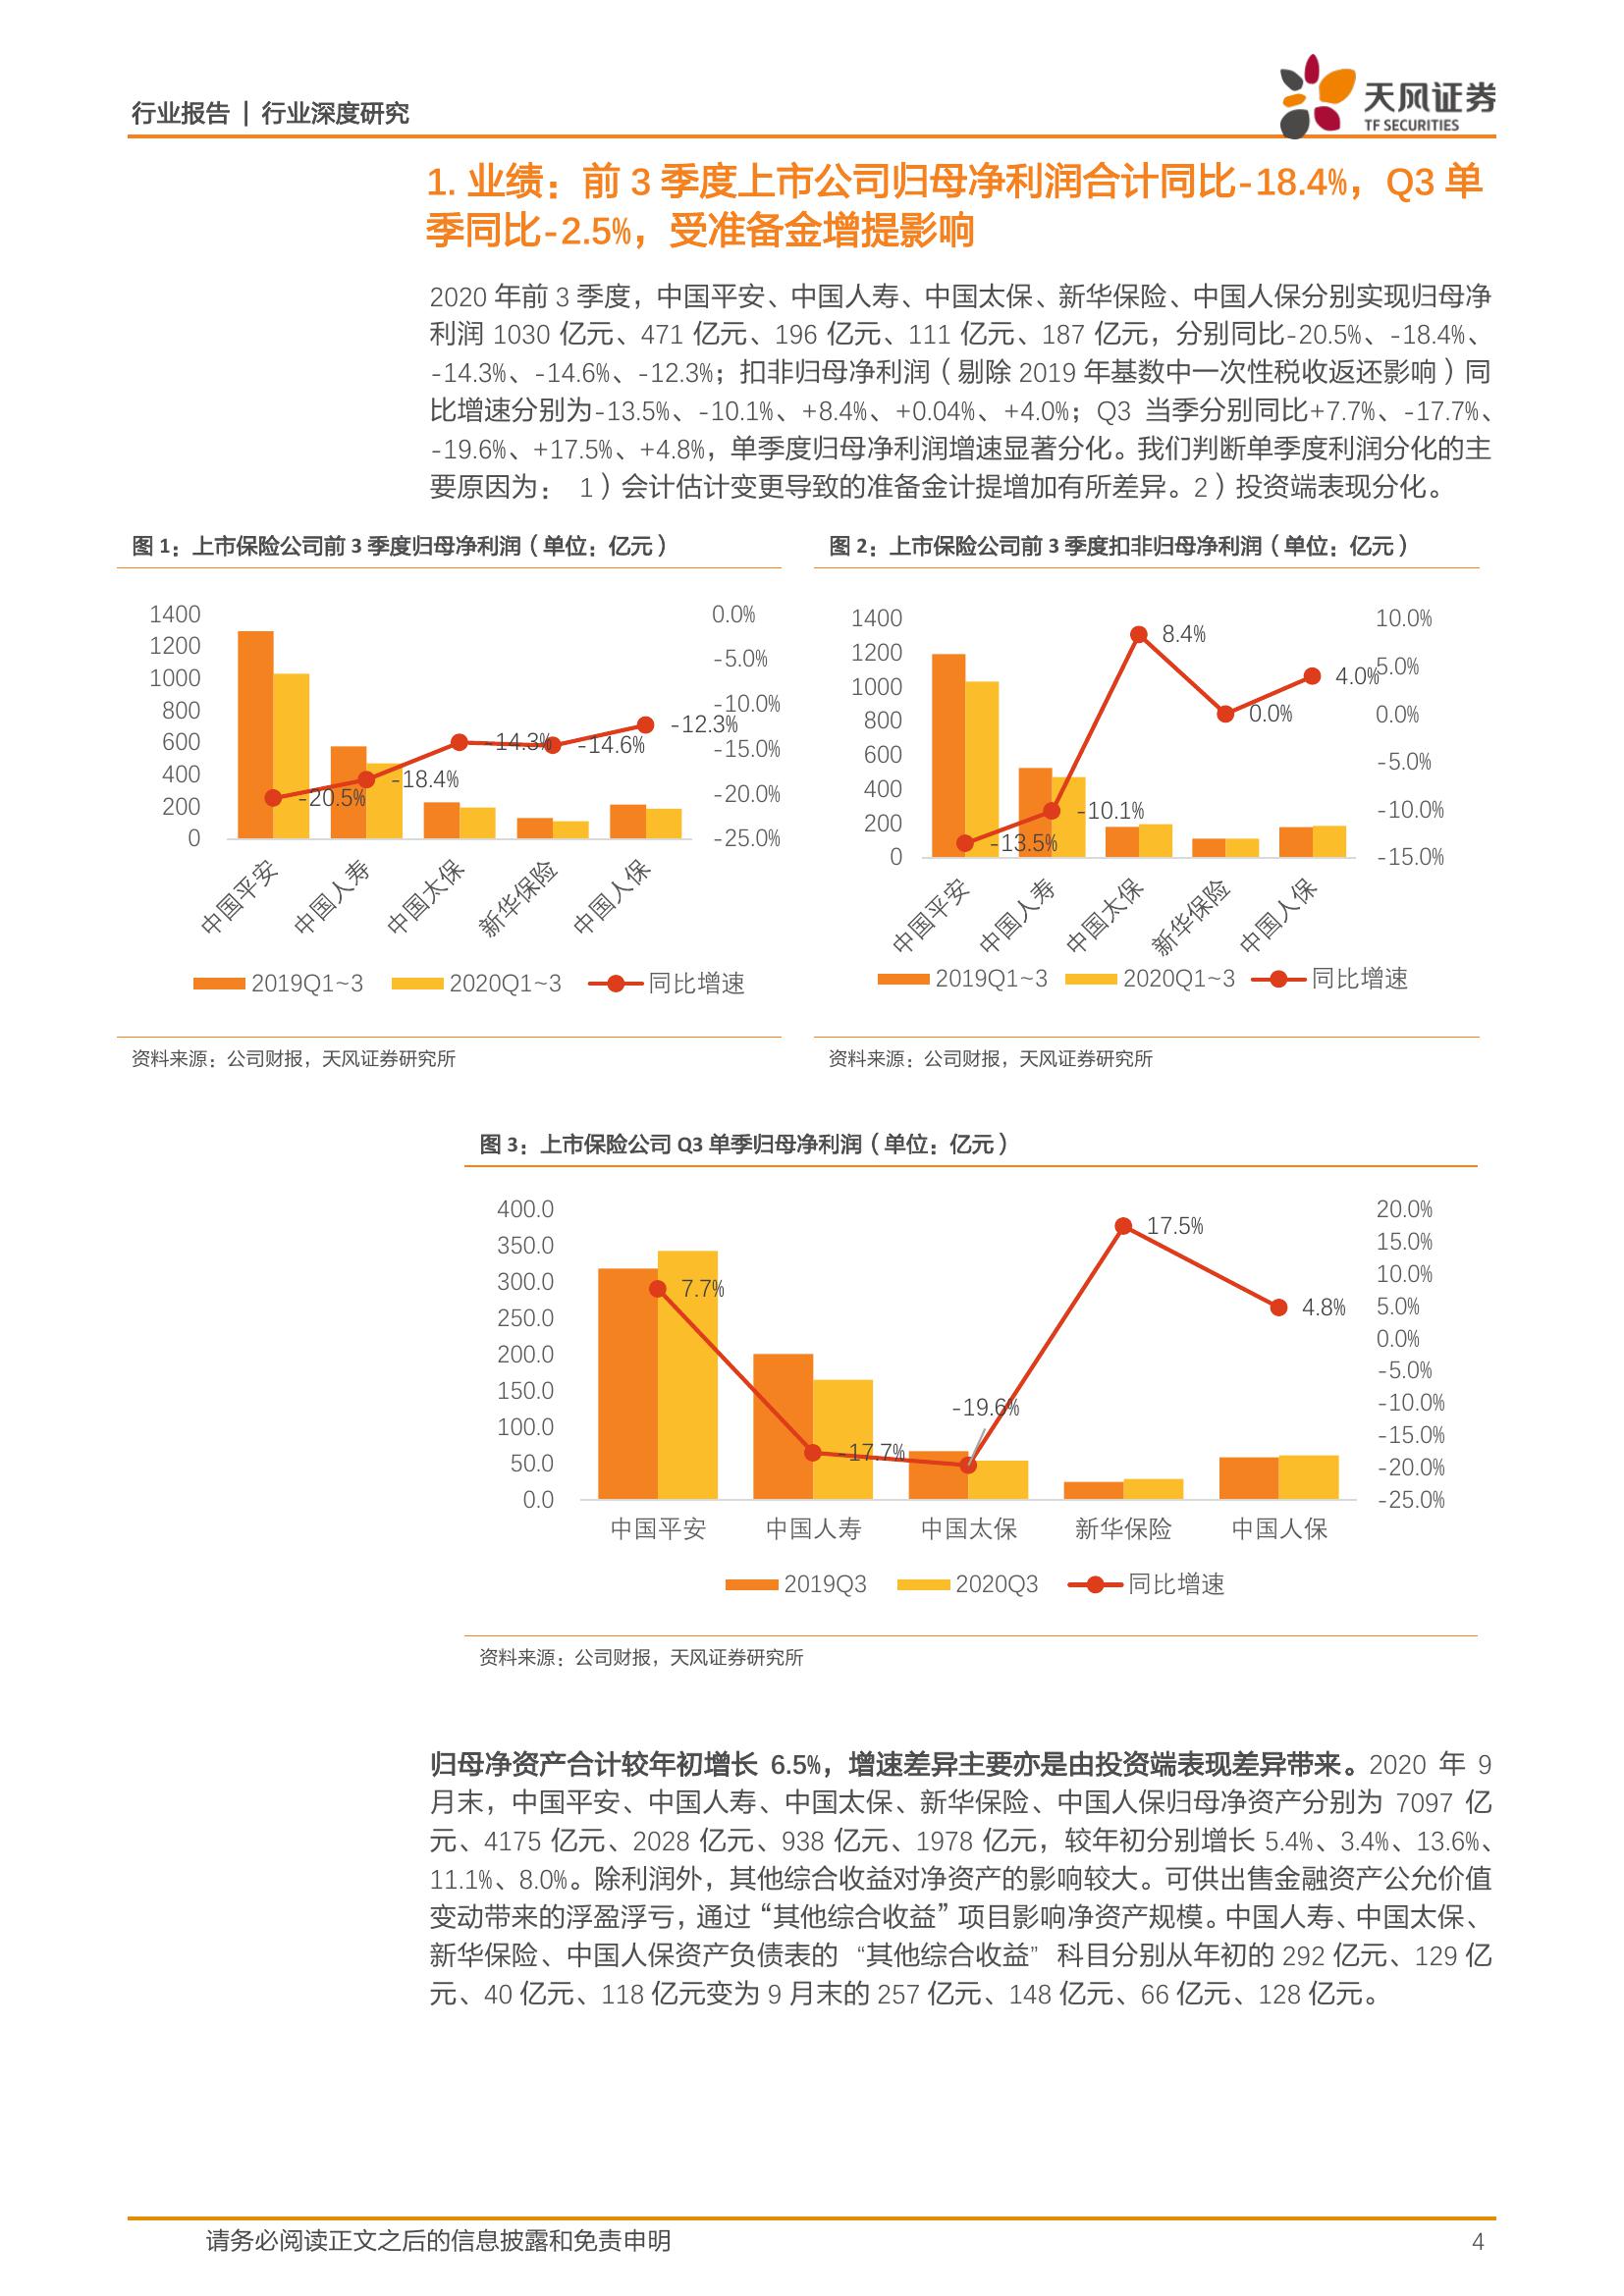 行业报告 | 行业深度研究
天风证券
TF SECURITIES
1. 业绩：前 3 季度上市公司归母净利润合计同比-18.4%，Q3 单
季同比-2.5%，受准备金增提影响
2020 年前 3 季度，中国平安、中国人寿、中国太保、新华保险、中国人保分别实现归母净
利润 1030 亿元、471 亿元、196 亿元、111 亿元、187 亿元，分别同比-20.5%、-18.4%、
-14.3%、-14.6%、-12.3%；扣非归母净利润（剔除 2019 年基数中一次性税收返还影响）同
比增速分别为-13.5%、-10.1%、+8.4%、+0.04%、+4.0%；Q3 当季分别同比+7.7%、-17.7%、
-19.6%、+17.5%、+4.8%，单季度归母净利润增速显著分化。我们判断单季度利润分化的主
要原因为： 1）会计估计变更导致的准备金计提增加有所差异。2）投资端表现分化。
图 1：上市保险公司前 3 季度归母净利润（单位：亿元）
1400
1200
1000
800
600
400
200
0
0.0%
-5.0%
-10.0%
-15.0%
-20.0%
-25.0%
-20.5%
-18.4%
-14.3%
-14.6%
-12.3%
中国平安
中国人寿
中国太保
新华保险
中国人保
2019Q1~3 2020Q1~3 同比增速
资料来源：公司财报，天风证券研究所
图 2：上市保险公司前 3 季度扣非归母净利润（单位：亿元）
1400
1200
1000
800
600
400
200
0
10.0%
5.0%
0.0%
-5.0%
-10.0%
-15.0%
-13.5%
-10.1%
8.4%
0.0%
4.0%
中国平安
中国人寿
中国太保
新华保险
中国人保
2019Q1~3 2020Q1~3 同比增速
资料来源：公司财报，天风证券研究所
图 3：上市保险公司 Q3 单季归母净利润（单位：亿元）
400.0
350.0
300.0
250.0
200.0
150.0
100.0
50.0
0.0
20.0%
15.0%
10.0%
5.0%
0.0%
-5.0%
-10.0%
-15.0%
-20.0%
-25.0%
7.7%
-17.7%
-19.6%
17.5%
4.8%
中国平安 中国人寿 中国太保 新华保险 中国人保
2019Q3 2020Q3 同比增速
资料来源：公司财报，天风证券研究所
归母净资产合计较年初增长 6.5%，增速差异主要亦是由投资端表现差异带来。2020 年 9
月末，中国平安、中国人寿、中国太保、新华保险、中国人保归母净资产分别为 7097 亿
元、4175 亿元、2028 亿元、938 亿元、1978 亿元，较年初分别增长 5.4%、3.4%、13.6%、
11.1%、8.0%。除利润外，其他综合收益对净资产的影响较大。可供出售金融资产公允价值
变动带来的浮盈浮亏，通过“其他综合收益”项目影响净资产规模。中国人寿、中国太保、
新华保险、中国人保资产负债表的 “其他综合收益” 科目分别从年初的 292 亿元、129 亿
元、40 亿元、118 亿元变为 9 月末的 257 亿元、148 亿元、66 亿元、128 亿元。
请务必阅读正文之后的信息披露和免责申明
4